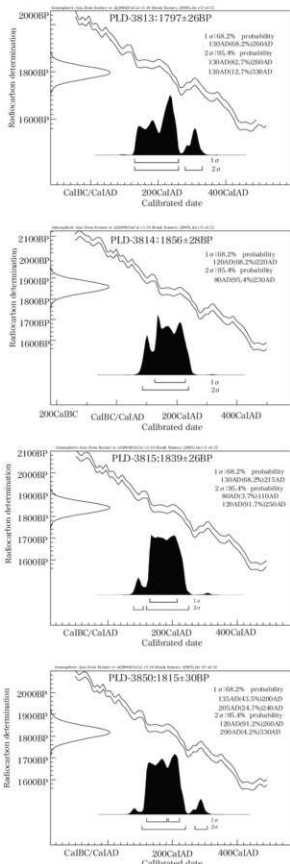 PLD-3813:1797±26BP
1σ:68.2% probability
130AD(68.2%)260AD
2σ:95.4% probability
130AD(82.7%)260AD
130AD(12.7%)330AD
2000BP
1800BP
1600BP
Radiocarbon determination
1σ
2σ
CalBC/CalAD
200CalAD
400CalAD
Calibrated date
PLD-3814:1856±28BP
1σ:68.2% probability
120AD(68.2%)220AD
2σ:95.4% probability
80AD(95.4%)230AD
2100BP
2000BP
1900BP
1800BP
1700BP
1600BP
Radiocarbon determination
1σ
2σ
200CalBC
CalBC/CalAD
200CalAD
400CalAD
Calibrated date
PLD-3815:1839±26BP
1σ:68.2% probability
130AD(68.2%)215AD
2σ:95.4% probability
80AD(3.7%)110AD
120AD(91.7%)250AD
2100BP
2000BP
1900BP
1800BP
1700BP
1600BP
Radiocarbon determination
1σ
2σ
CalBC/CalAD
200CalAD
400CalAD
Calibrated date
PLD-3850:1815±30BP
1σ:68.2% probability
135AD(43.5%)200AD
205AD(24.7%)240AD
2σ:95.4% probability
120AD(91.2%)260AD
290AD(4.2%)330AD
2000BP
1900BP
1800BP
1700BP
1600BP
Radiocarbon determination
1σ
2σ
CalBC/CalAD
200CalAD
400CalAD
Calibrated date